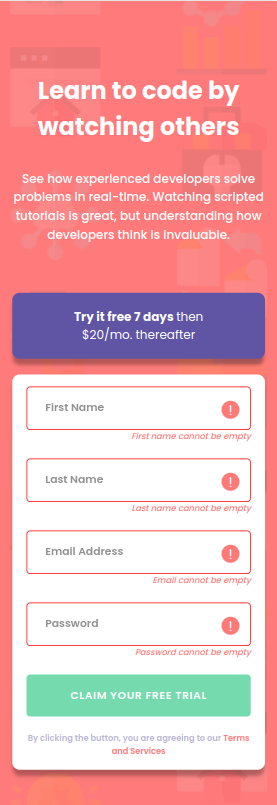 Learn to code by
watching others
See how experienced developers solve
problems in real-time. Watching scripted
tutorials is great, but understanding how
developers think is invaluable.
Try it free 7 days then
$20/mo. thereafter
First Name
!
First name cannot be empty
Last Name
!
Last name cannot be empty
Email Address
!
Email cannot be empty
Password
!
Password cannot be empty
CLAIM YOUR FREE TRIAL
By clicking the button, you are agreeing to our Terms
and Services